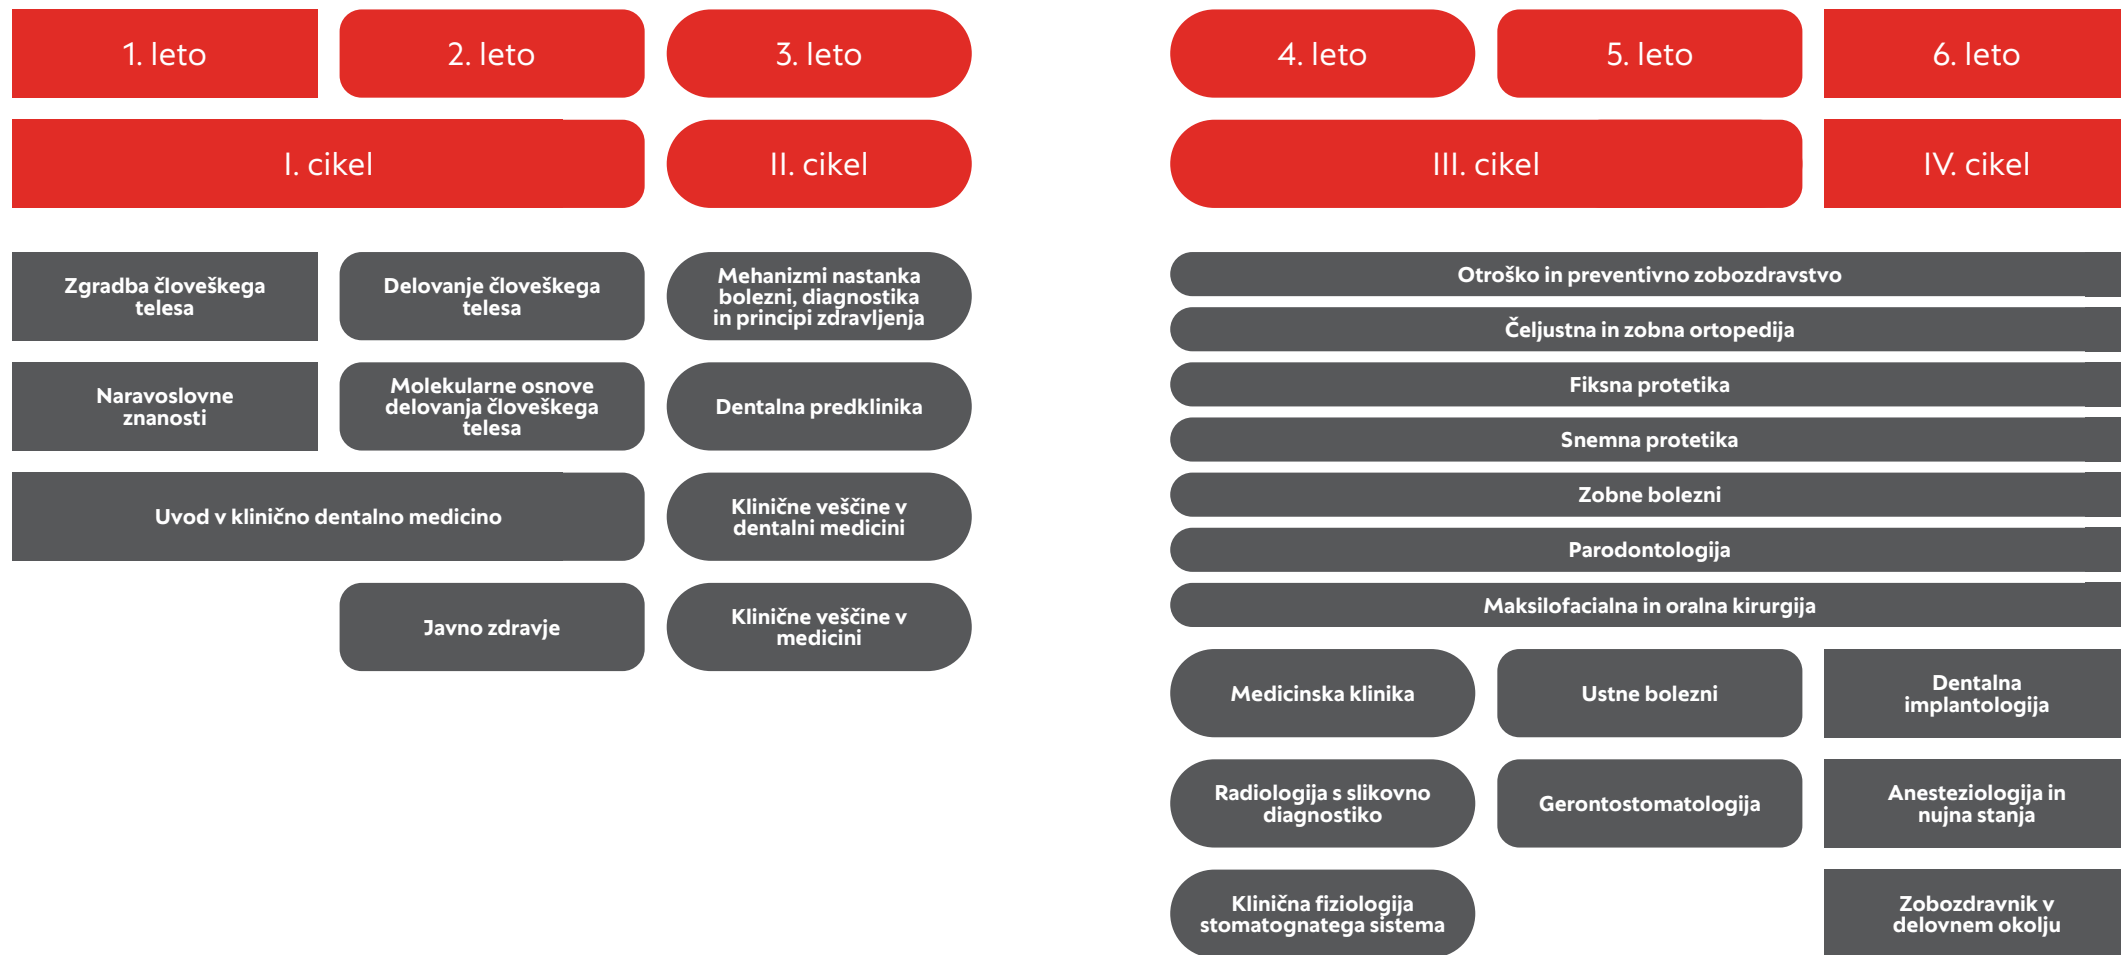 1. leto
2. leto
3. leto
4. leto
5. leto
6. leto
I. cikel
II. cikel
III. cikel
IV. cikel
Zgradba človeškega
telesa
Delovanje človeškega
telesa
Mehanizmi nastanka
bolezni, diagnostika
in principi zdravljenja
Naravoslovne
znanosti
Molekularne osnove
delovanja človeškega
telesa
Dentalna predklinika
Uvod v klinično dentalno medicino
Klinične veščine v
dentalni medicini
Javno zdravje
Klinične veščine v
medicini
Otroško in preventivno zobozdravstvo
Čeljustna in zobna ortopedija
Fiksna protetika
Snemna protetika
Zobne bolezni
Parodontologija
Maksilofacialna in oralna kirurgija
Medicinska klinika
Ustne bolezni
Dentalna
implantologija
Radiologija s slikovno
diagnostiko
Gerontostomatologija
Anesteziologija in
nujna stanja
Klinična fiziologija
stomatognatega sistema
Zobozdravnik v
delovnem okolju